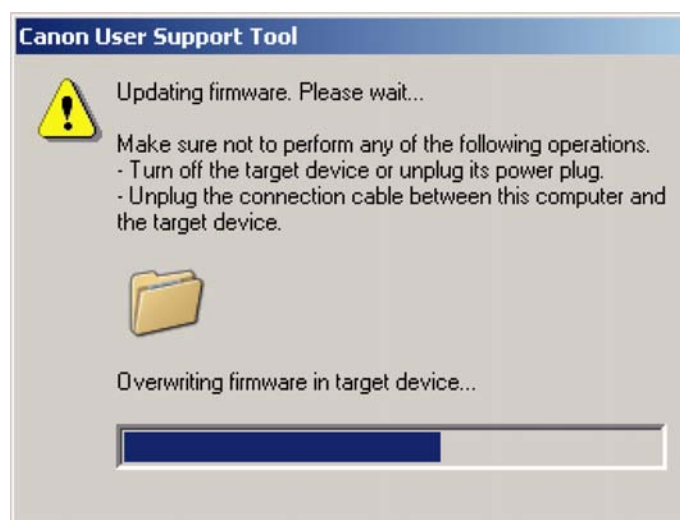 Canon User Support Tool
Updating firmware. Please wait...
Make sure not to perform any of the following operations.
- Turn off the target device or unplug its power plug.
- Unplug the connection cable between this computer and
the target device.
Overwriting firmware in target device...